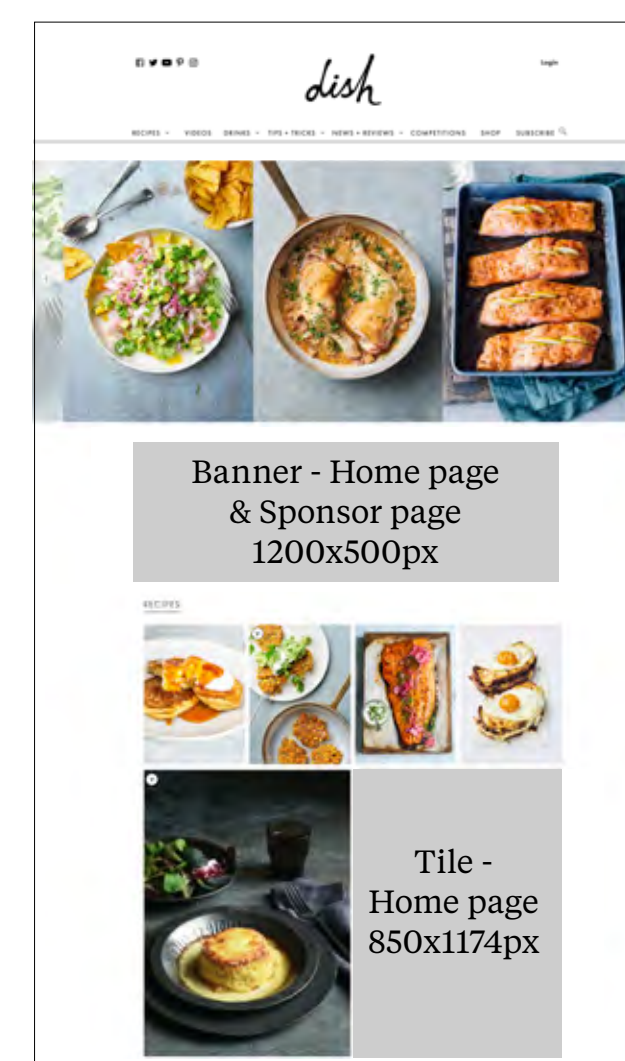 Login
dish
RECIPES VIDEOS DRINKS TIPS + TRICKS NEWS + REVIEWS COMPETITIONS SHOP SUBSCRIBE
Banner - Home page
& Sponsor page
1200x500px
RECIPES
Tile -
Home page
850x1174px